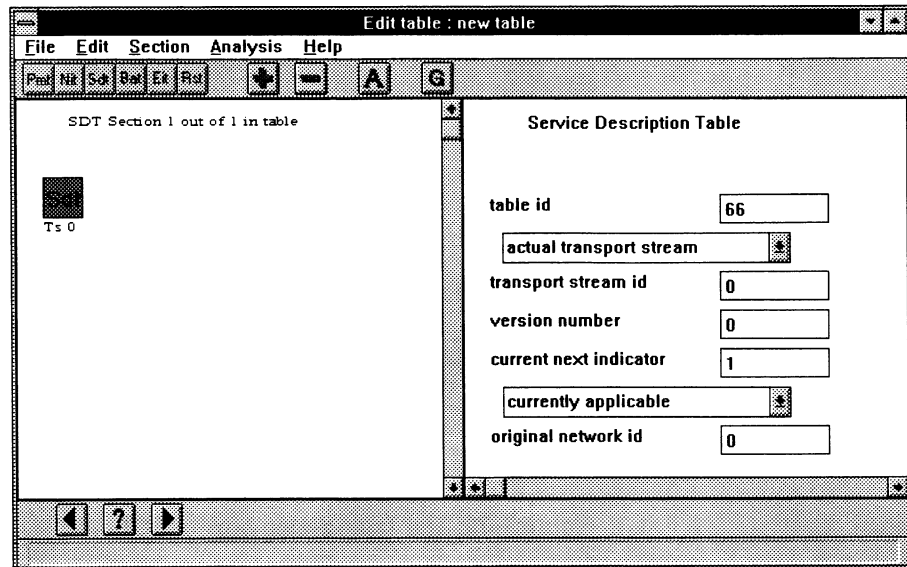 Edit table : new table
File Edit Section Analysis Help
Pmt Nit Sdt Bat Eit Rst + - A G
SDT Section 1 out of 1 in table
Sdt
Ts 0
Service Description Table
table id 66
actual transport stream
transport stream id 0
version number 0
current next indicator 1
currently applicable
original network id 0
?